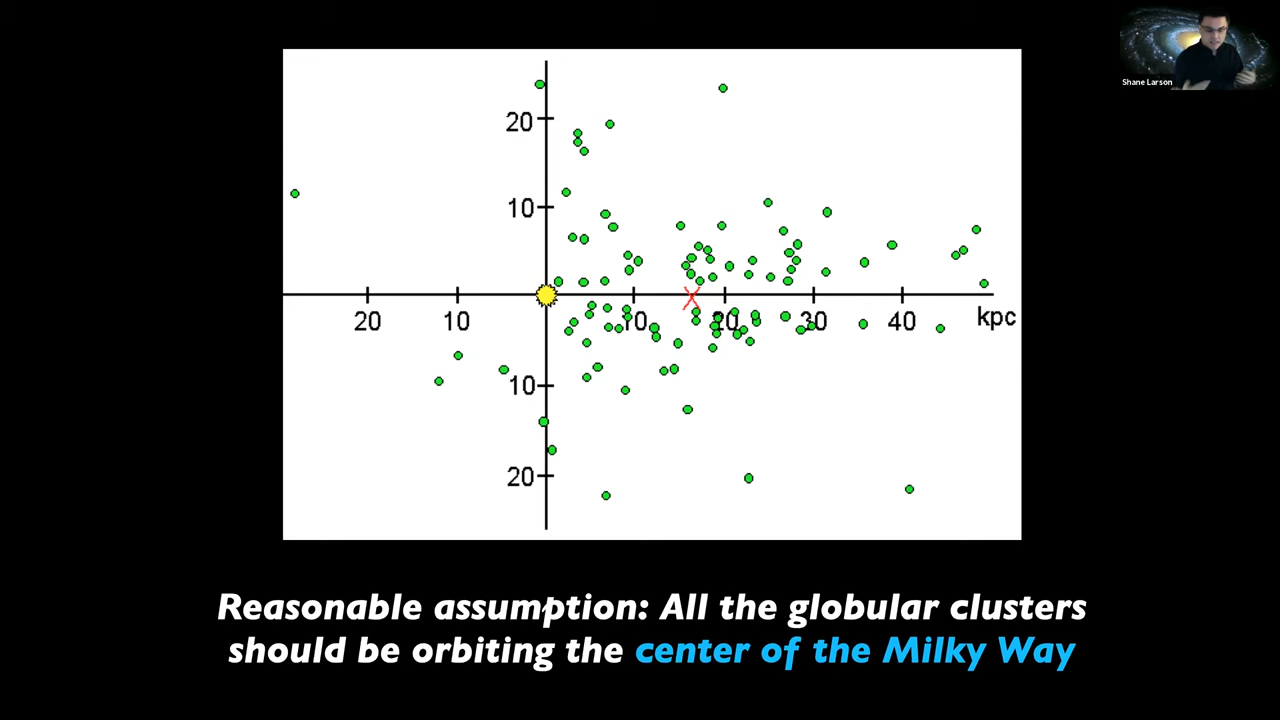 Shane Larson
20
10
20 10 10 20 30 40 kpc
10
20
Reasonable assumption: All the globular clusters
should be orbiting the center of the Milky Way